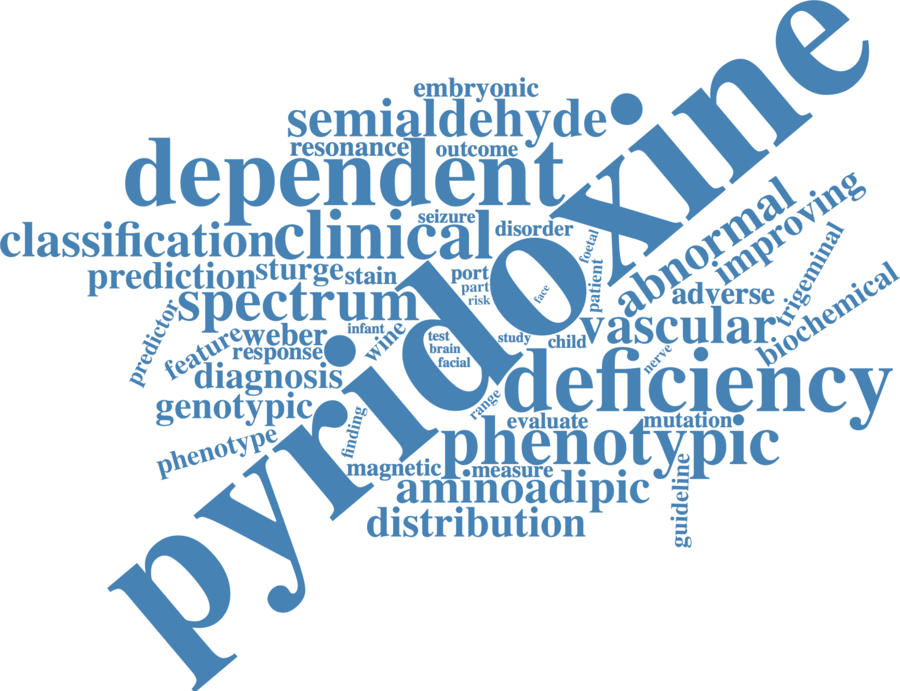 embryonic
semialdehyde
resonance
outcome
dependent
pyridoxine
seizure
disorder
foetal
classification
clinical
abnormal
improving
prediction
sturge
stain
port
part
risk
face
patient
adverse
trigeminal
biochemical
spectrum
predictor
feature
weber
infant
wine
test
brain
facial
study
child
vascular
response
diagnosis
nerve
deficiency
genotypic
range
evaluate
mutation
phenotype
finding
phenotypic
magnetic
measure
guideline
aminoadipic
distribution